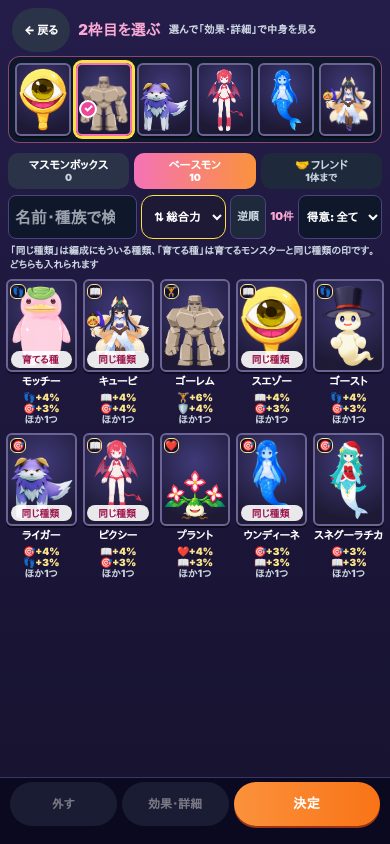 ← 戻る
2枠目を選ぶ
選んで「効果・詳細」で中身を見る
マスモンボックス
0
ベースモン
10
🤝フレンド
1体まで
名前・種族で検
⇅ 総合力
逆順
10件
得意: 全て
「同じ種類」は編成にもういる種類、「育てる種」は育てるモンスターと同じ種類の印です。
どちらも入れられます
育てる種
同じ種類
同じ種類
モッチー
キュービ
ゴーレム
スエゾー
ゴースト
👣+4%
📖+4%
🏋+6%
📖+4%
👣+4%
🎯+3%
🎯+4%
🛡+4%
🎯+3%
🎯+3%
ほか1つ
ほか1つ
ほか1つ
ほか1つ
ほか1つ
同じ種類
同じ種類
同じ種類
ライガー
ピクシー
プラント
ウンディーネ
スネグーラチカ
🎯+4%
📖+4%
❤️+4%
🎯+3%
🎯+3%
👣+3%
🎯+3%
📖+3%
📖+3%
📖+3%
ほか1つ
ほか1つ
ほか1つ
ほか1つ
ほか1つ
外す
効果・詳細
決定